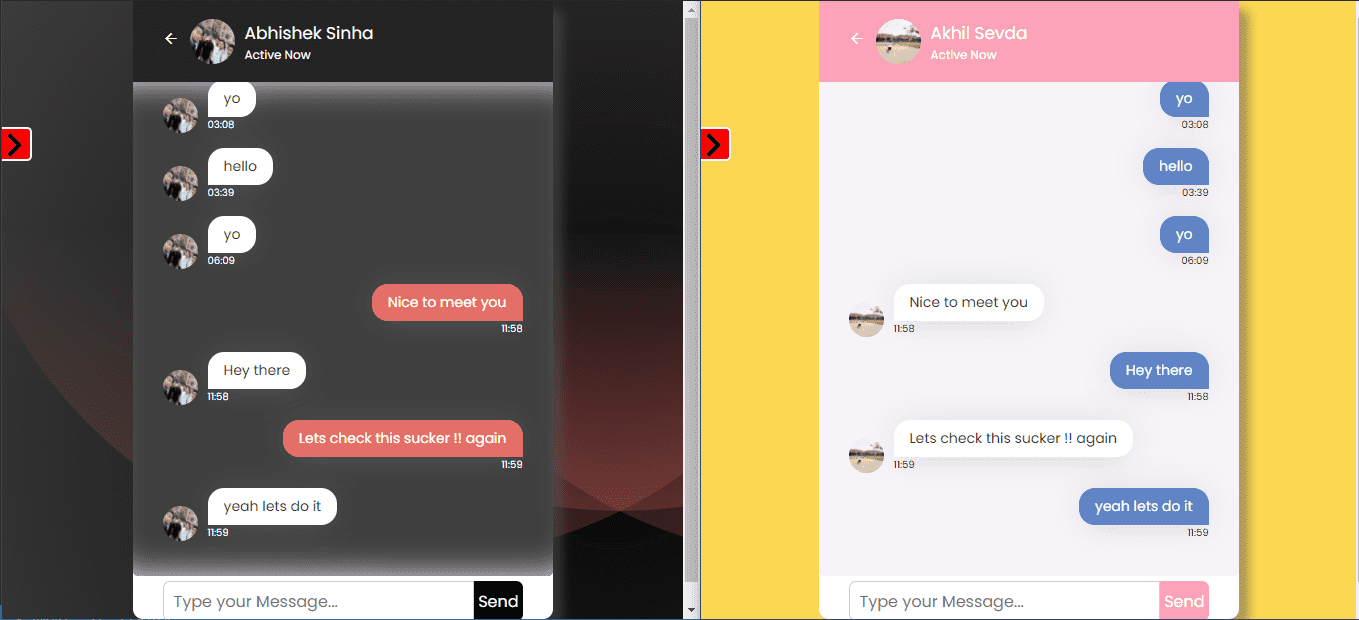 Abhishek Sinha
Active Now
yo
03:08
hello
03:39
yo
06:09
Nice to meet you
11:58
Hey there
11:58
Lets check this sucker !! again
11:59
yeah lets do it
11:59
Type your Message...
Send
Akhil Sevda
Active Now
yo
03:08
hello
03:39
yo
06:09
Nice to meet you
11:58
Hey there
11:58
Lets check this sucker !! again
11:59
yeah lets do it
11:59
Type your Message...
Send